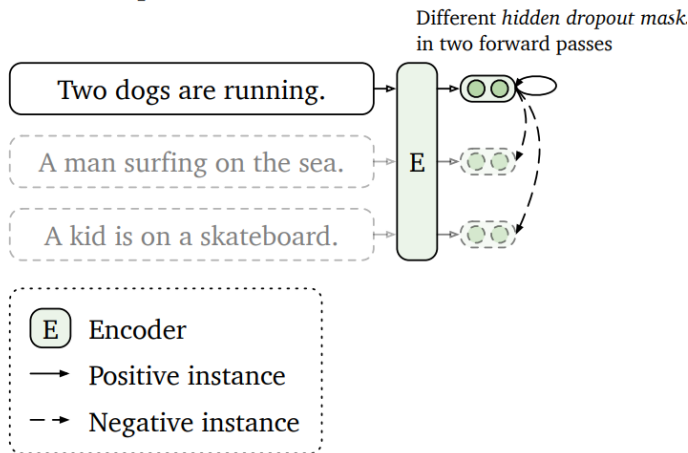 Different hidden dropout mask
in two forward passes
Two dogs are running.
A man surfing on the sea.
E
A kid is on a skateboard.
E Encoder
Positive instance
Negative instance